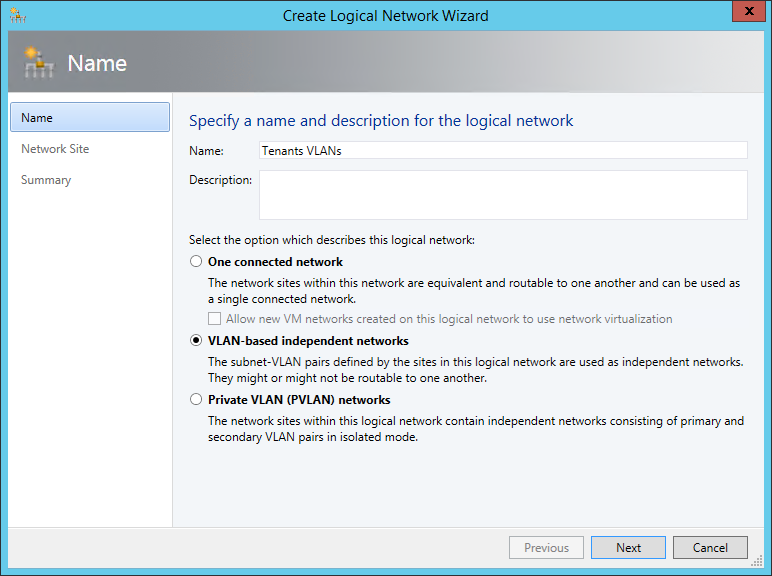 Create Logical Network Wizard
x
Name
Name
Network Site
Summary
Specify a name and description for the logical network
Name:
Tenants VLANs
Description:
Select the option which describes this logical network:
One connected network
The network sites within this network are equivalent and routable to one another and can be used as
a single connected network.
Allow new VM networks created on this logical network to use network virtualization
VLAN-based independent networks
The subnet-VLAN pairs defined by the sites in this logical network are used as independent networks.
They might or might not be routable to one another.
Private VLAN (PVLAN) networks
The network sites within this logical network contain independent networks consisting of primary and
secondary VLAN pairs in isolated mode.
Previous
Next
Cancel